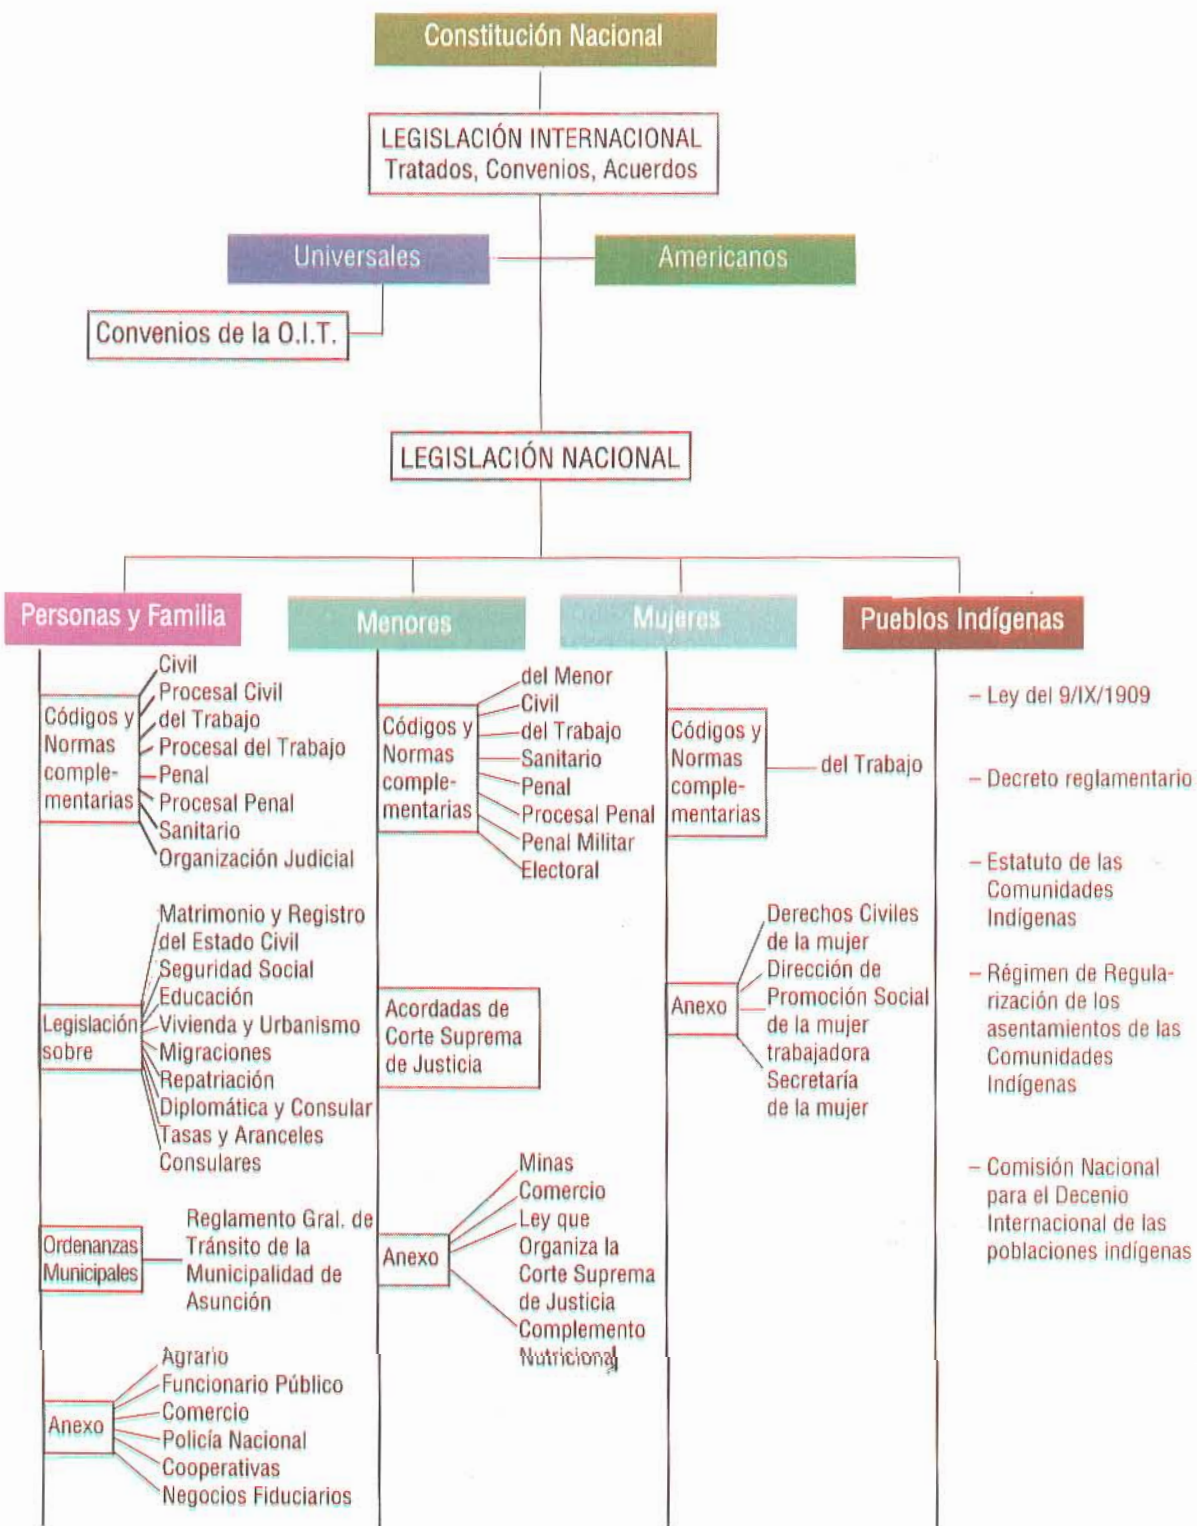 Constitución Nacional
LEGISLACIÓN INTERNACIONAL
Tratados, Convenios, Acuerdos
Universales
Americanos
Convenios de la O.I.T.
LEGISLACIÓN NACIONAL
Personas y Familia
Códigos y
Normas
comple-
mentarias
Civil
Procesal Civil
del Trabajo
Procesal del Trabajo
Penal
Procesal Penal
Sanitario
Organización Judicial
Legislación
sobre
Matrimonio y Registro
del Estado Civil
Seguridad Social
Educación
Vivienda y Urbanismo
Migraciones
Repatriación
Diplomática y Consular
Tasas y Aranceles
Consulares
Ordenanzas
Municipales
Reglamento Gral. de
Tránsito de la
Municipalidad de
Asunción
Anexo
Agrario
Funcionario Público
Comercio
Policía Nacional
Cooperativas
Negocios Fiduciarios
Menores
Códigos y
Normas
comple-
mentarias
del Menor
Civil
del Trabajo
Sanitario
Penal
Procesal Penal
Penal Militar
Electoral
Acordadas de
Corte Suprema
de Justicia
Anexo
Minas
Comercio
Ley que
Organiza la
Corte Suprema
de Justicia
Complemento
Nutricional
Mujeres
Códigos y
Normas
comple-
mentarias
del Trabajo
Anexo
Derechos Civiles
de la mujer
Dirección de
Promoción Social
de la mujer
trabajadora
Secretaría
de la mujer
Pueblos Indígenas
– Ley del 9/IX/1909
– Decreto reglamentario
– Estatuto de las
Comunidades
Indígenas
– Régimen de Regula-
rización de los
asentamientos de las
Comunidades
Indígenas
– Comisión Nacional
para el Decenio
Internacional de las
poblaciones indígenas